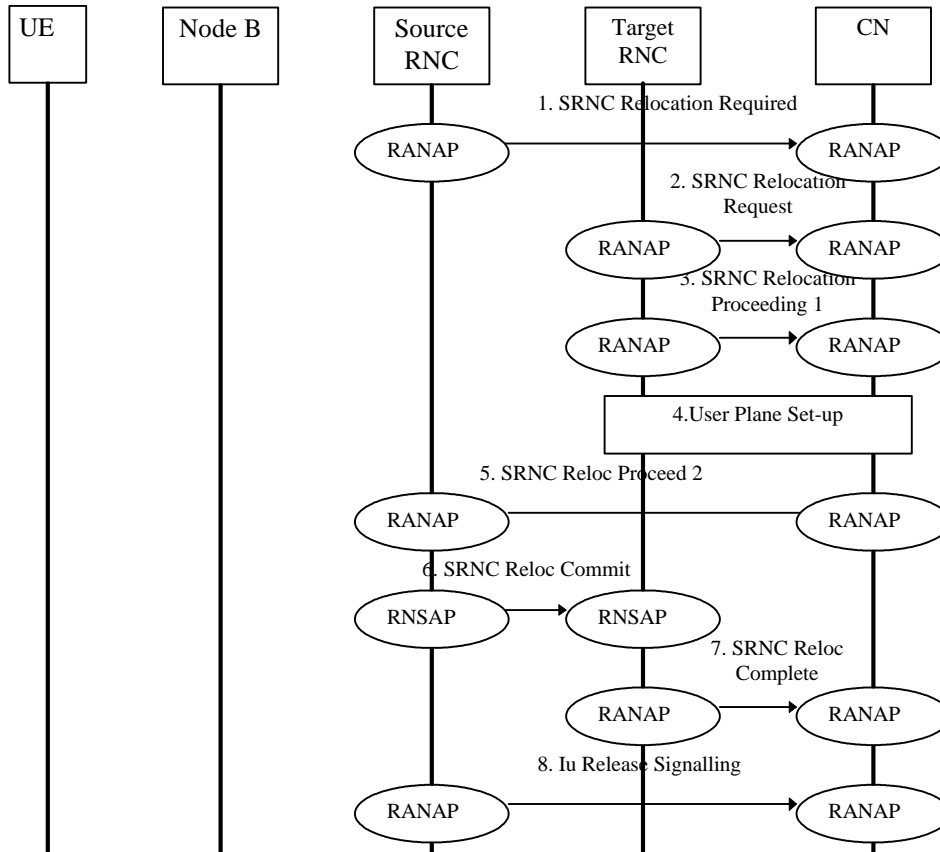 UE
Node B
Source
RNC
Target
RNC
CN
1. SRNC Relocation Required
RANAP
RANAP
2. SRNC Relocation
Request
RANAP
RANAP
3. SRNC Relocation
Proceeding 1
RANAP
RANAP
4.User Plane Set-up
5. SRNC Reloc Proceed 2
RANAP
RANAP
6. SRNC Reloc Commit
RNSAP
RNSAP
7. SRNC Reloc
Complete
RANAP
RANAP
8. Iu Release Signalling
RANAP
RANAP